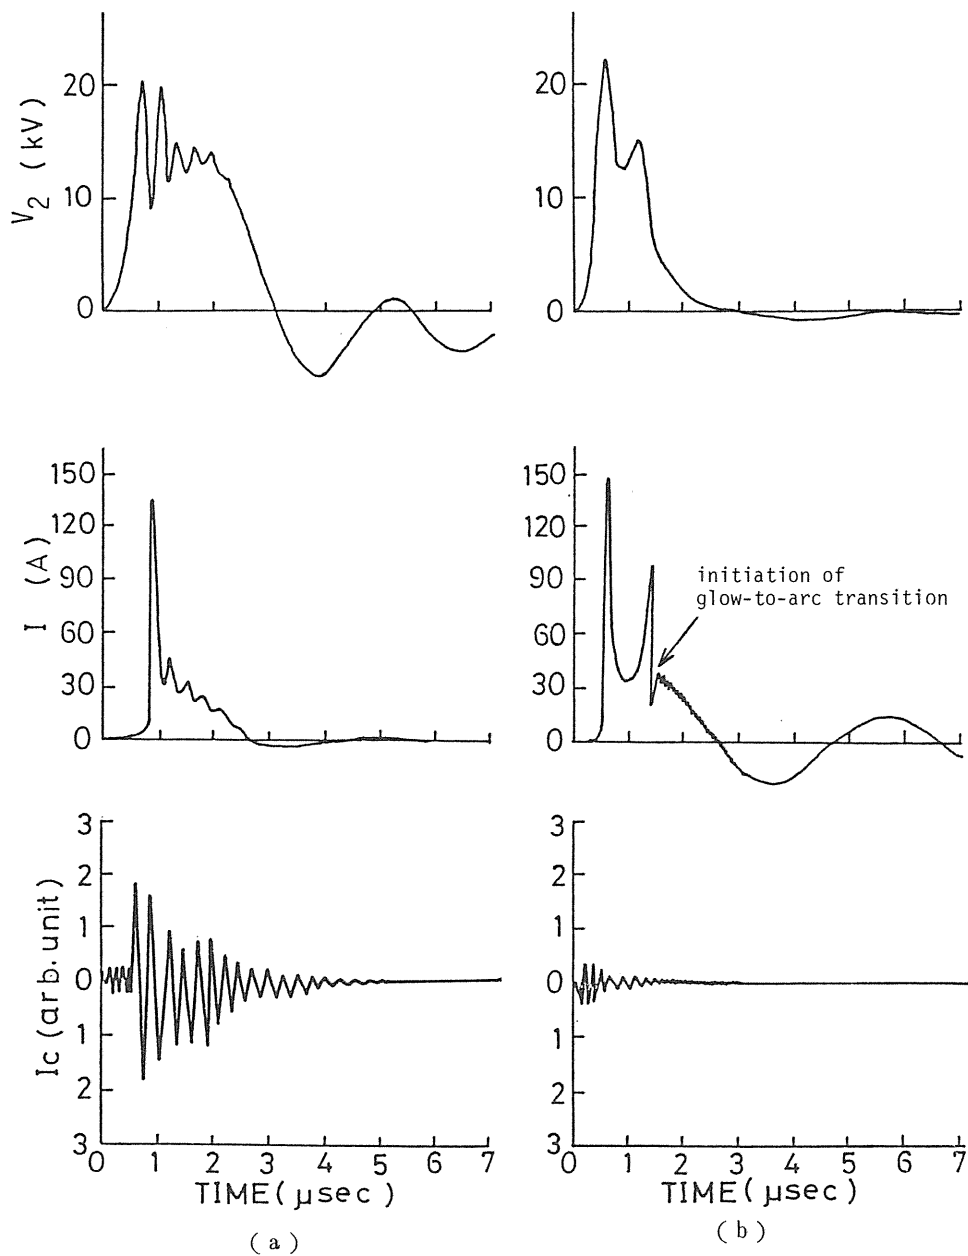 V2 (kV)
20
10
0
20
10
0
I (A)
150
120
90
60
30
0
150
120
90
60
30
0
initiation of
glow-to-arc transition
Ic (arb.unit)
3
2
1
0
1
2
3
3
2
1
0
1
2
3
0 1 2 3 4 5 6 7
TIME(μsec)
(a)
0 1 2 3 4 5 6 7
TIME(μsec)
(b)